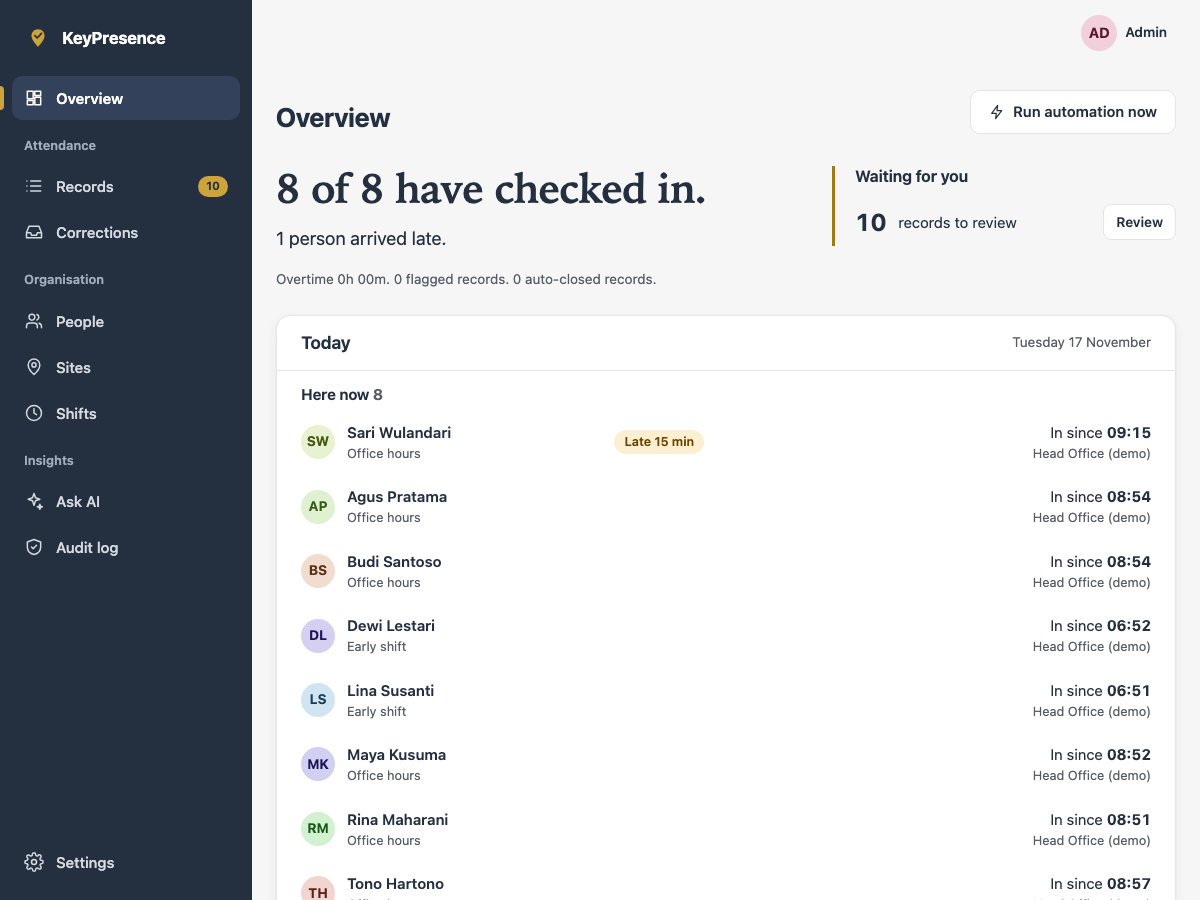 KeyPresence
Overview
Attendance
Records 10
Corrections
Organisation
People
Sites
Shifts
Insights
Ask AI
Audit log
Settings
AD Admin
Overview
Run automation now
8 of 8 have checked in.
1 person arrived late.
Overtime 0h 00m. 0 flagged records. 0 auto-closed records.
Waiting for you
10 records to review
Review
Today
Tuesday 17 November
Here now 8
SW Sari Wulandari Late 15 min In since 09:15
Office hours Head Office (demo)
AP Agus Pratama In since 08:54
Office hours Head Office (demo)
BS Budi Santoso In since 08:54
Office hours Head Office (demo)
DL Dewi Lestari In since 06:52
Early shift Head Office (demo)
LS Lina Susanti In since 06:51
Early shift Head Office (demo)
MK Maya Kusuma In since 08:52
Office hours Head Office (demo)
RM Rina Maharani In since 08:51
Office hours Head Office (demo)
TH Tono Hartono In since 08:57